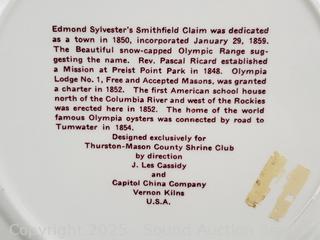 Edmond Sylvester's Smithfield Claim was dedicated
as a town in 1850, incorporated January 29, 1859.
The Beautiful snow-capped Olympic Range sug-
gesting the name. Rev. Pascal Ricard established
a Mission at Preist Point Park in 1848. Olympia
Lodge No. 1, Free and Accepted Masons, was granted
a charter in 1852. The first American school house
north of the Columbia River and west of the Rockies
was erected here in 1852. The home of the world
famous Olympia oysters was connected by road to
Tumwater in 1854.
Designed exclusively for
Thurston-Mason County Shrine Club
by direction
J. Les Cassidy
and
Capitol China Company
Vernon Kilns
U.S.A.
Copyright 2025 - Sound Auction